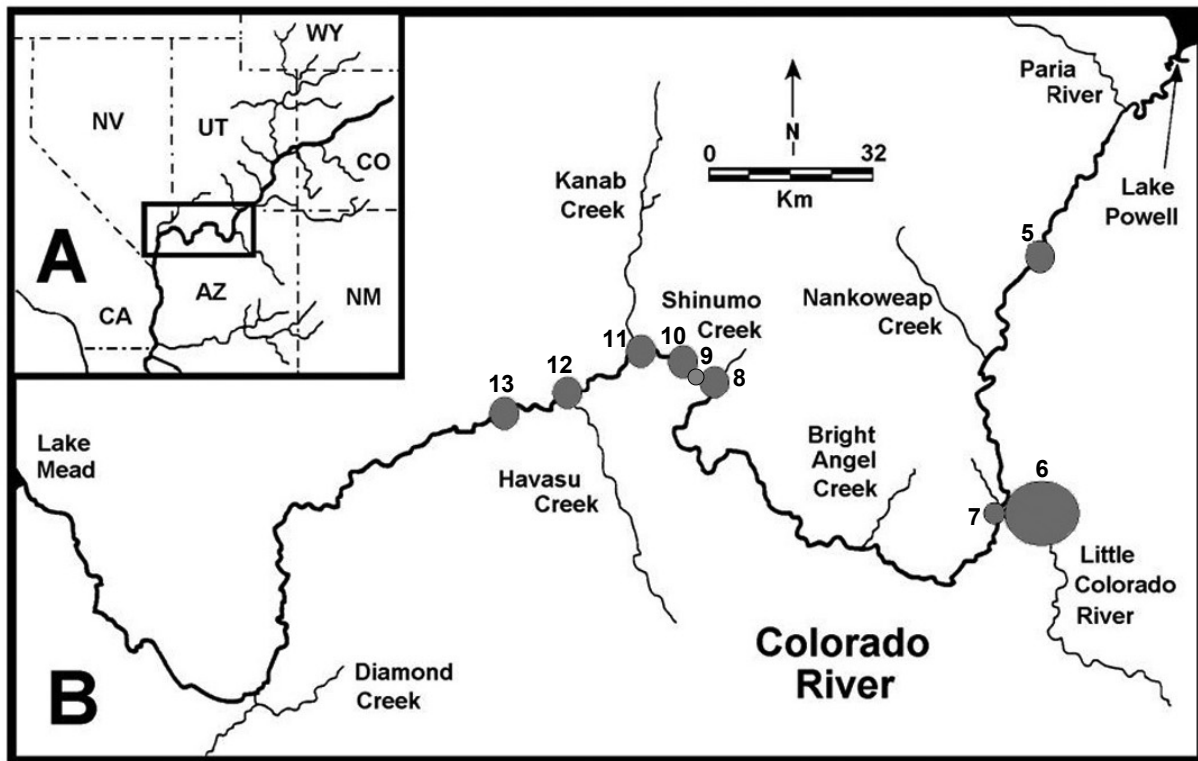 WY
NV
UT
CO
A
AZ
NM
CA
Paria
River
N
0 32
Km
Kanab
Creek
Lake
Powell
5
Shinumo
Creek
Nankoweap
Creek
11
10
9
8
12
13
Lake
Mead
Havasu
Creek
Bright
Angel
Creek
6
7
Little
Colorado
River
Colorado
River
Diamond
Creek
B